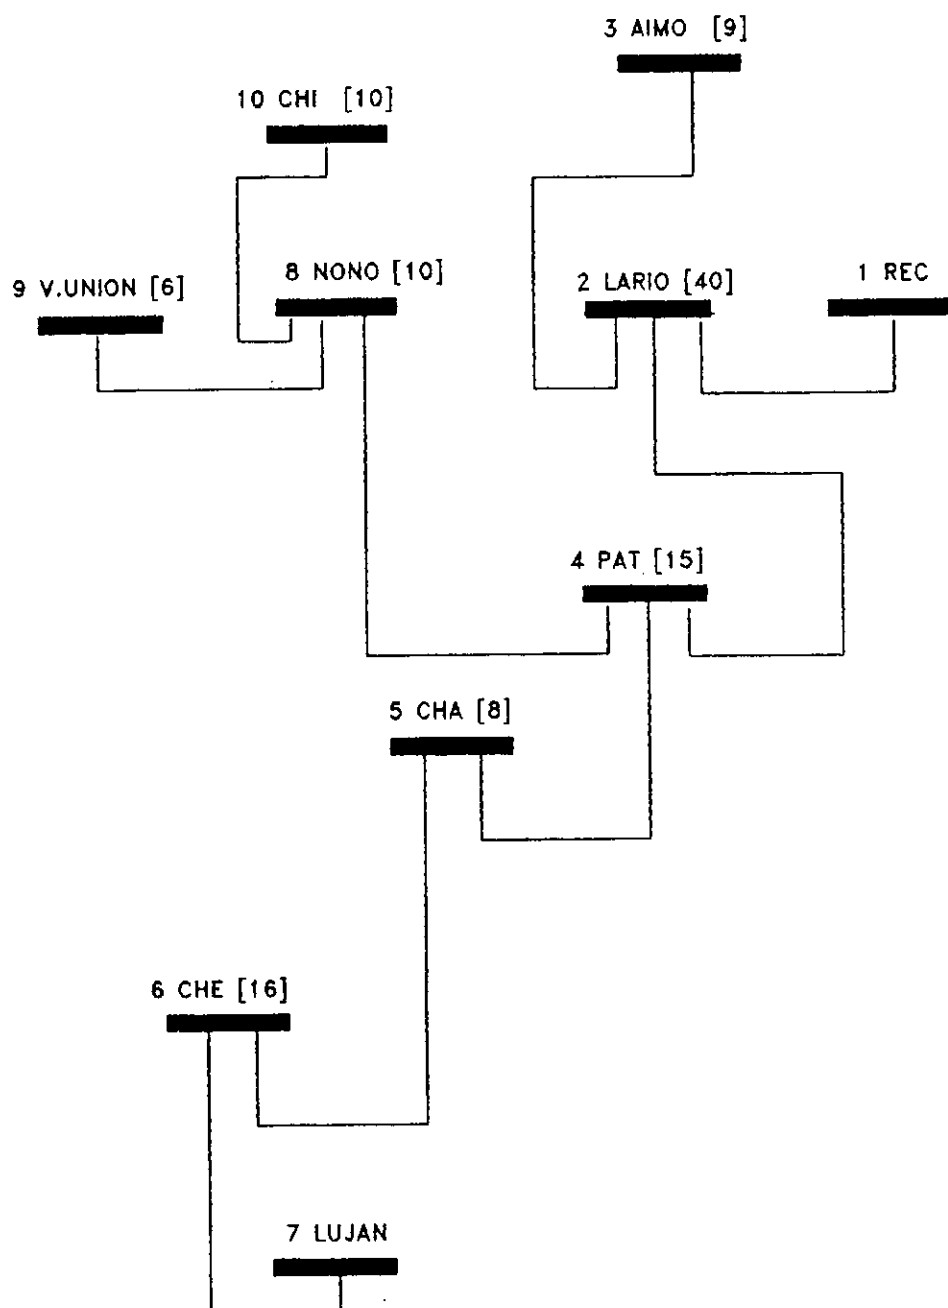 3 AIMO [9]
10 CHI [10]
9 V.UNION [6]
8 NONO [10]
2 LARIO [40]
1 REC
4 PAT [15]
5 CHA [8]
6 CHE [16]
7 LUJAN